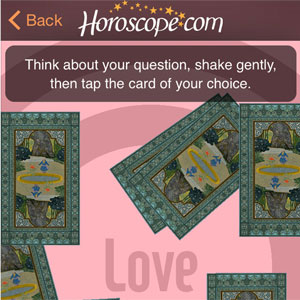 Back
Horoscope.com
Think about your question, shake gently,
then tap the card of your choice.
Love